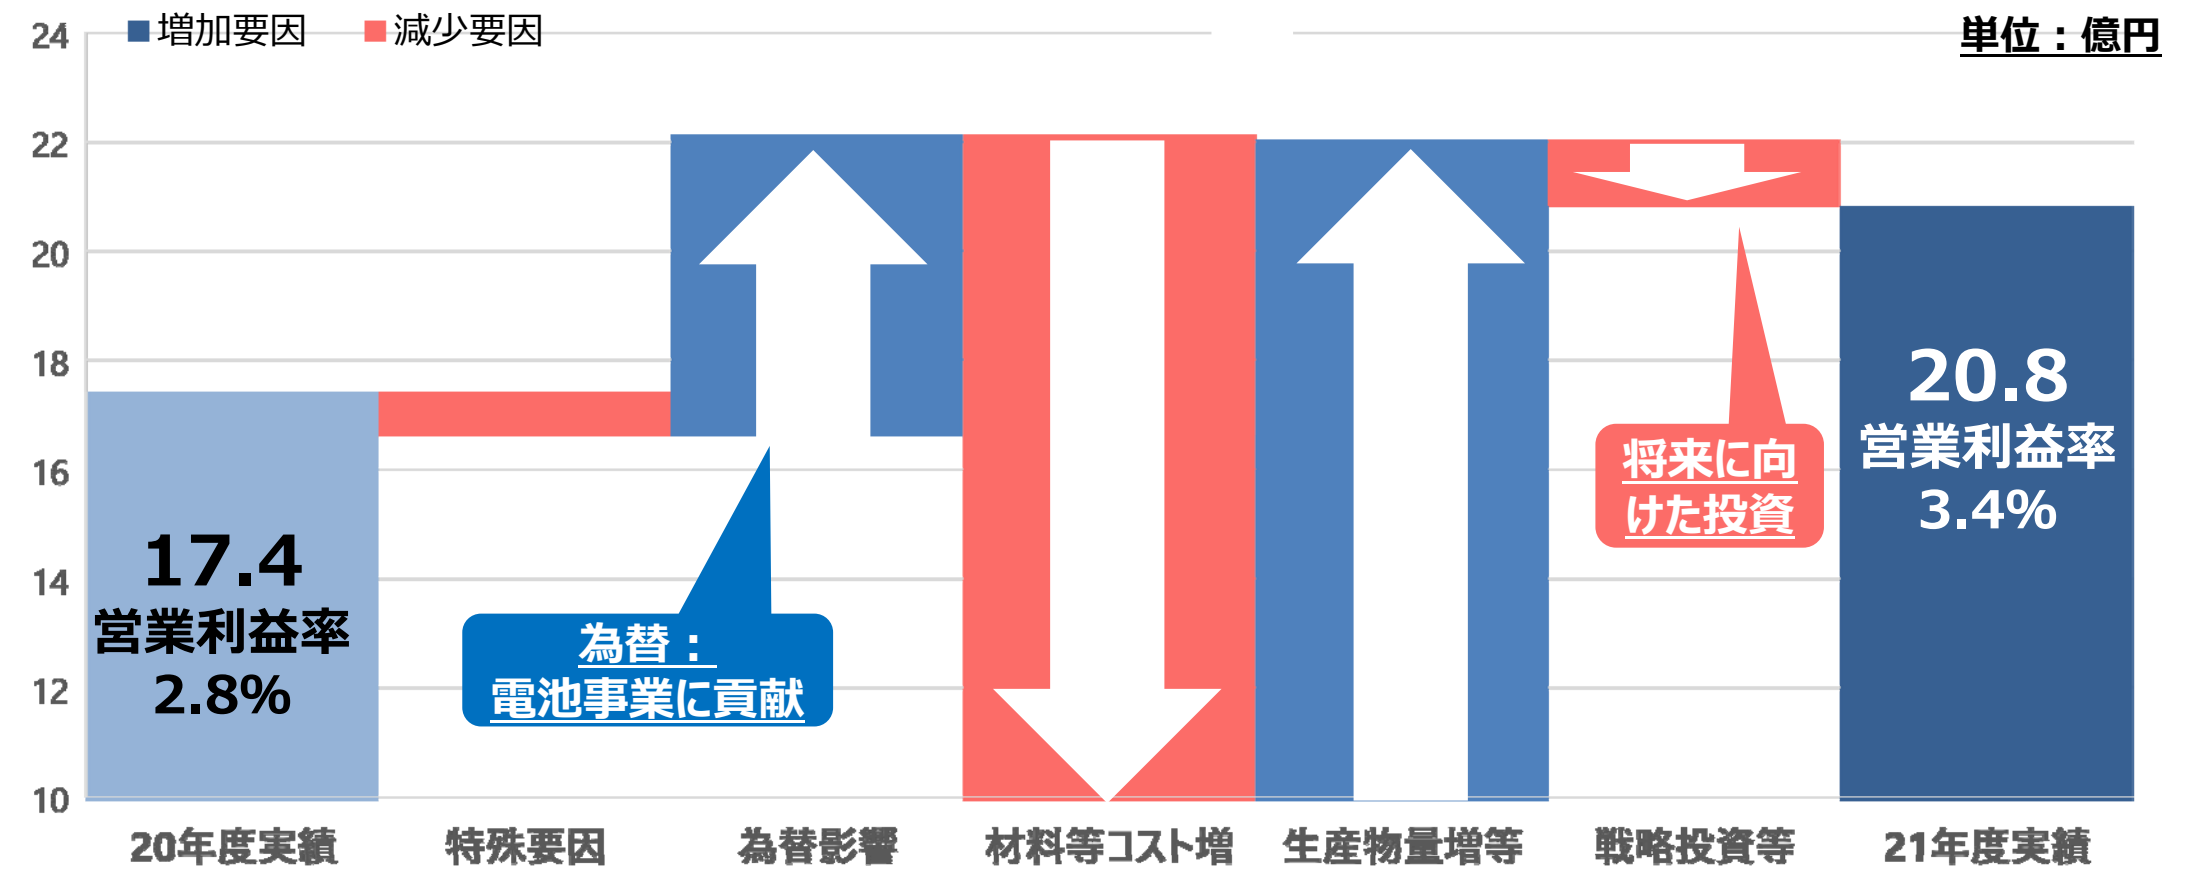 増加要因
減少要因
単位：億円
24
22
20
18
16
14
12
10
17.4
営業利益率
2.8%
為替：
電池事業に貢献
将来に向
けた投資
20.8
営業利益率
3.4%
20年度実績
特殊要因
為替影響
材料等コスト増
生産物量増等
戦略投資等
21年度実績